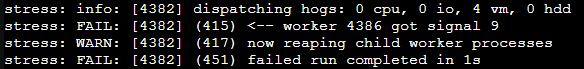 stress: info: [4382] dispatching hogs: 0 cpu, 0 io, 4 vm, 0 hdd
stress: FAIL: [4382] (415) <-- worker 4386 got signal 9
stress: WARN: [4382] (417) now reaping child worker processes
stress: FAIL: [4382] (451) failed run completed in 1s